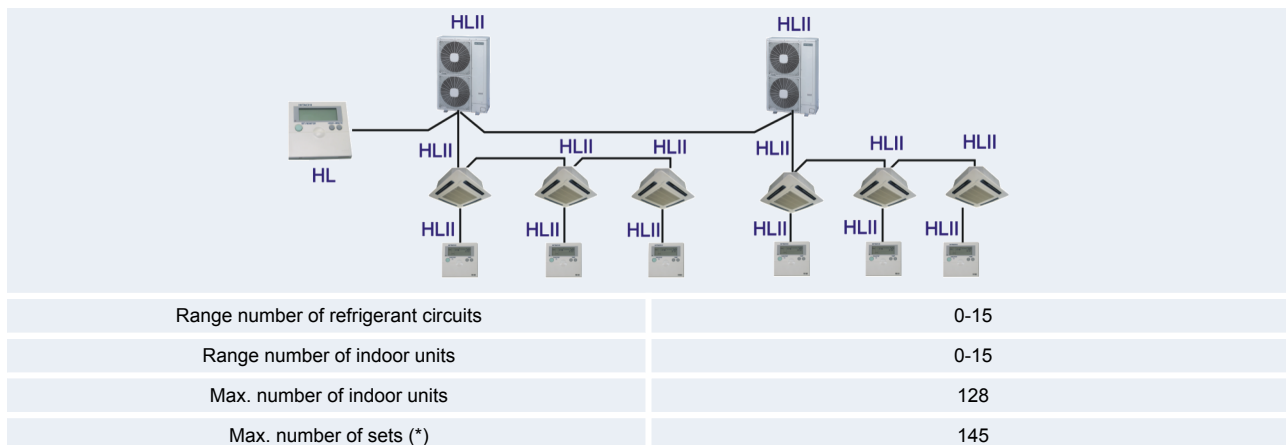 HLII HLII
HL
HLII HLII HLII HLII HLII HLII
HLII HLII HLII HLII HLII HLII
Range number of refrigerant circuits 0-15
Range number of indoor units 0-15
Max. number of indoor units 128
Max. number of sets (*) 145